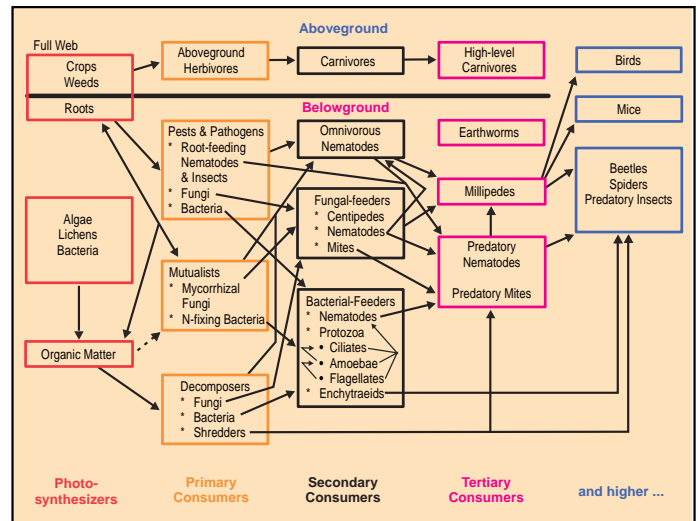 Aboveground
Full Web
Crops
Weeds
Roots
Aboveground
Herbivores
Carnivores
High-level
Carnivores
Birds
Mice
Belowground
Pests & Pathogens
* Root-feeding
Nematodes
& Insects
* Fungi
* Bacteria
Omnivorous
Nematodes
Earthworms
Millipedes
Beetles
Spiders
Predatory Insects
Algae
Lichens
Bacteria
Fungal-feeders
* Centipedes
* Nematodes
* Mites
Predatory
Nematodes
Predatory Mites
Mutualists
* Mycorrhizal
Fungi
* N-fixing Bacteria
Bacterial-Feeders
* Nematodes
* Protozoa
• Ciliates
• Amoebae
• Flagellates
* Enchytraeids
Organic Matter
Decomposers
* Fungi
* Bacteria
* Shredders
Photo-
synthesizers
Primary
Consumers
Secondary
Consumers
Tertiary
Consumers
and higher ...